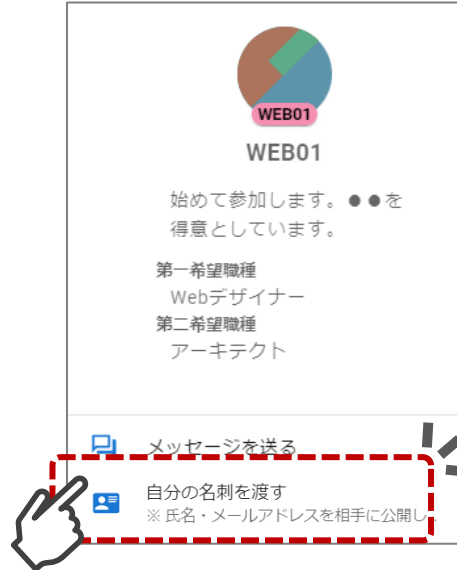 WEB01
WEB01
始めて参加します。●●を
得意としています。
第一希望職種
Webデザイナー
第二希望職種
アーキテクト
メッセージを送る
自分の名刺を渡す
※ 氏名・メールアドレスを相手に公開し..